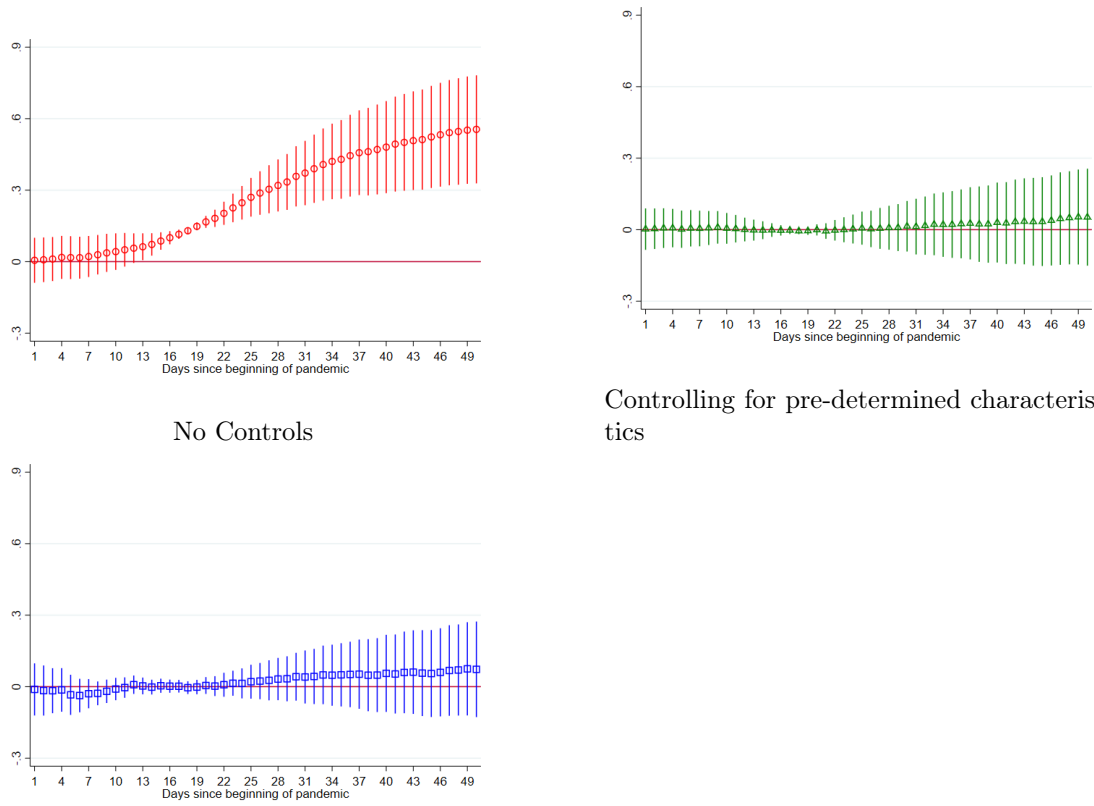 .9
.6
.3
0
-.3
1 4 7 10 13 16 19 22 25 28 31 34 37 40 43 46 49
Days since beginning of pandemic
No Controls
.9
.6
.3
0
-.3
1 4 7 10 13 16 19 22 25 28 31 34 37 40 43 46 49
Days since beginning of pandemic
Controlling for pre-determined characteris
tics
.9
.6
.3
0
-.3
1 4 7 10 13 16 19 22 25 28 31 34 37 40 43 46 49
Days since beginning of pandemic